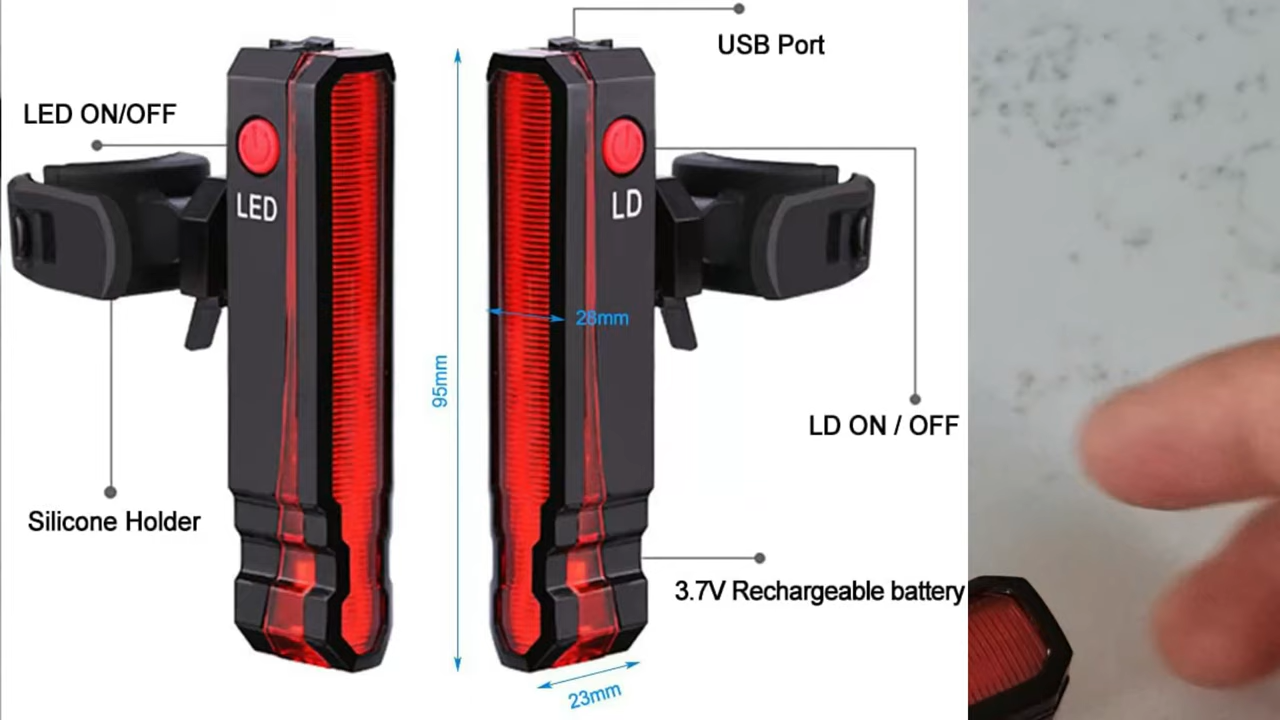 USB Port
LED ON/OFF
LED
LD
28mm
95mm
LD ON / OFF
Silicone Holder
3.7V Rechargeable battery
23mm